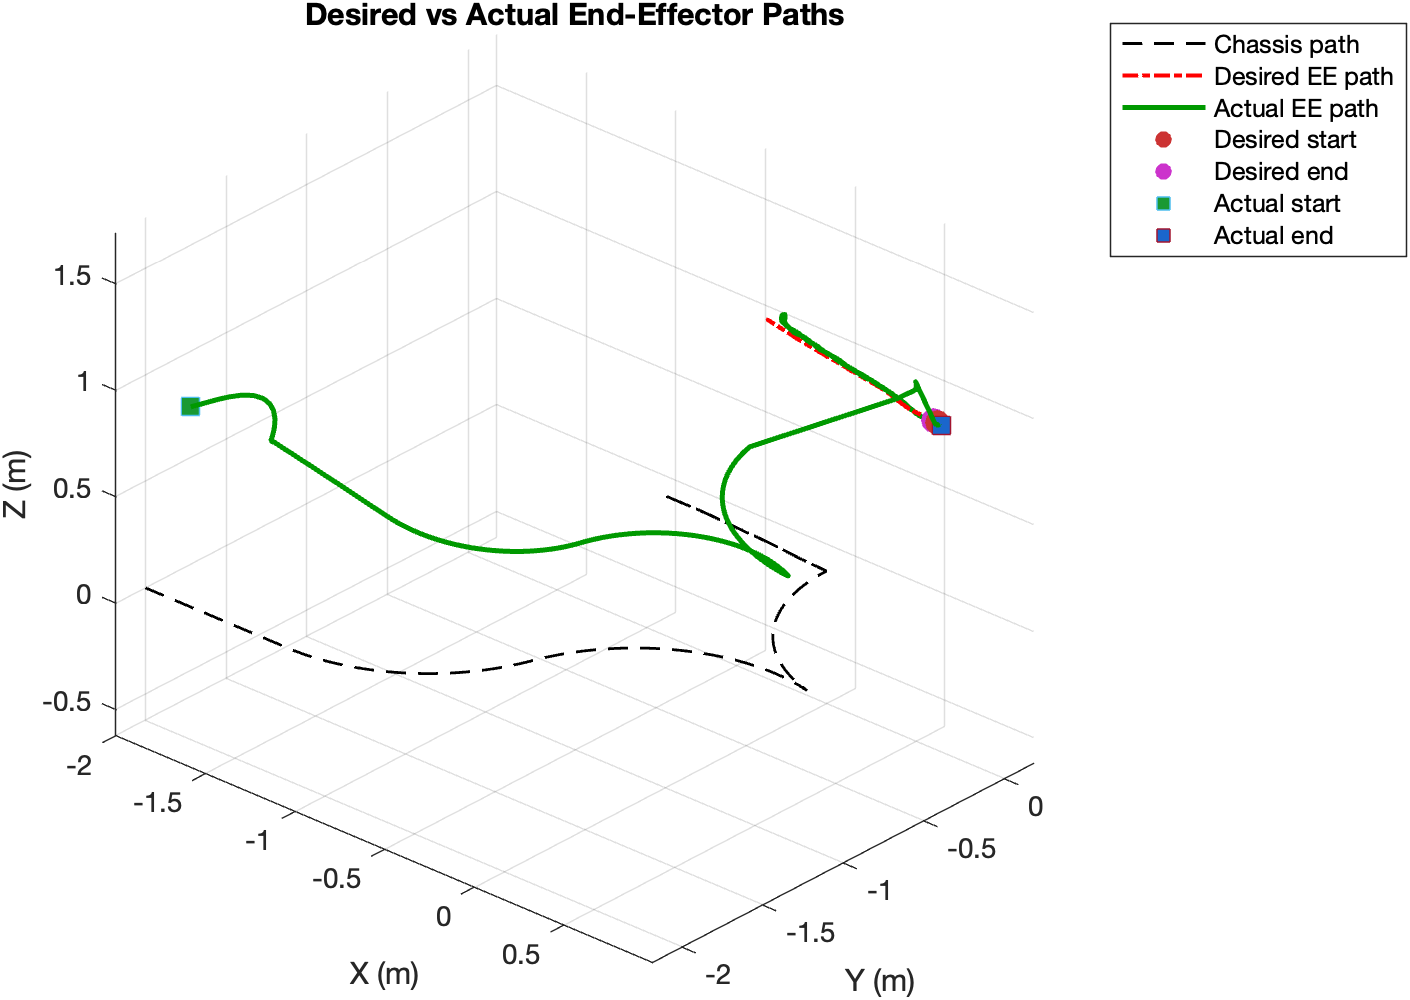 Desired vs Actual End-Effector Paths
Chassis path
Desired EE path
Actual EE path
Desired start
Desired end
Actual start
Actual end
1.5
1
0.5
0
-0.5
Z (m)
-2
-1.5
-1
-0.5
0
0.5
X (m)
0
-0.5
-1
-1.5
-2
Y (m)